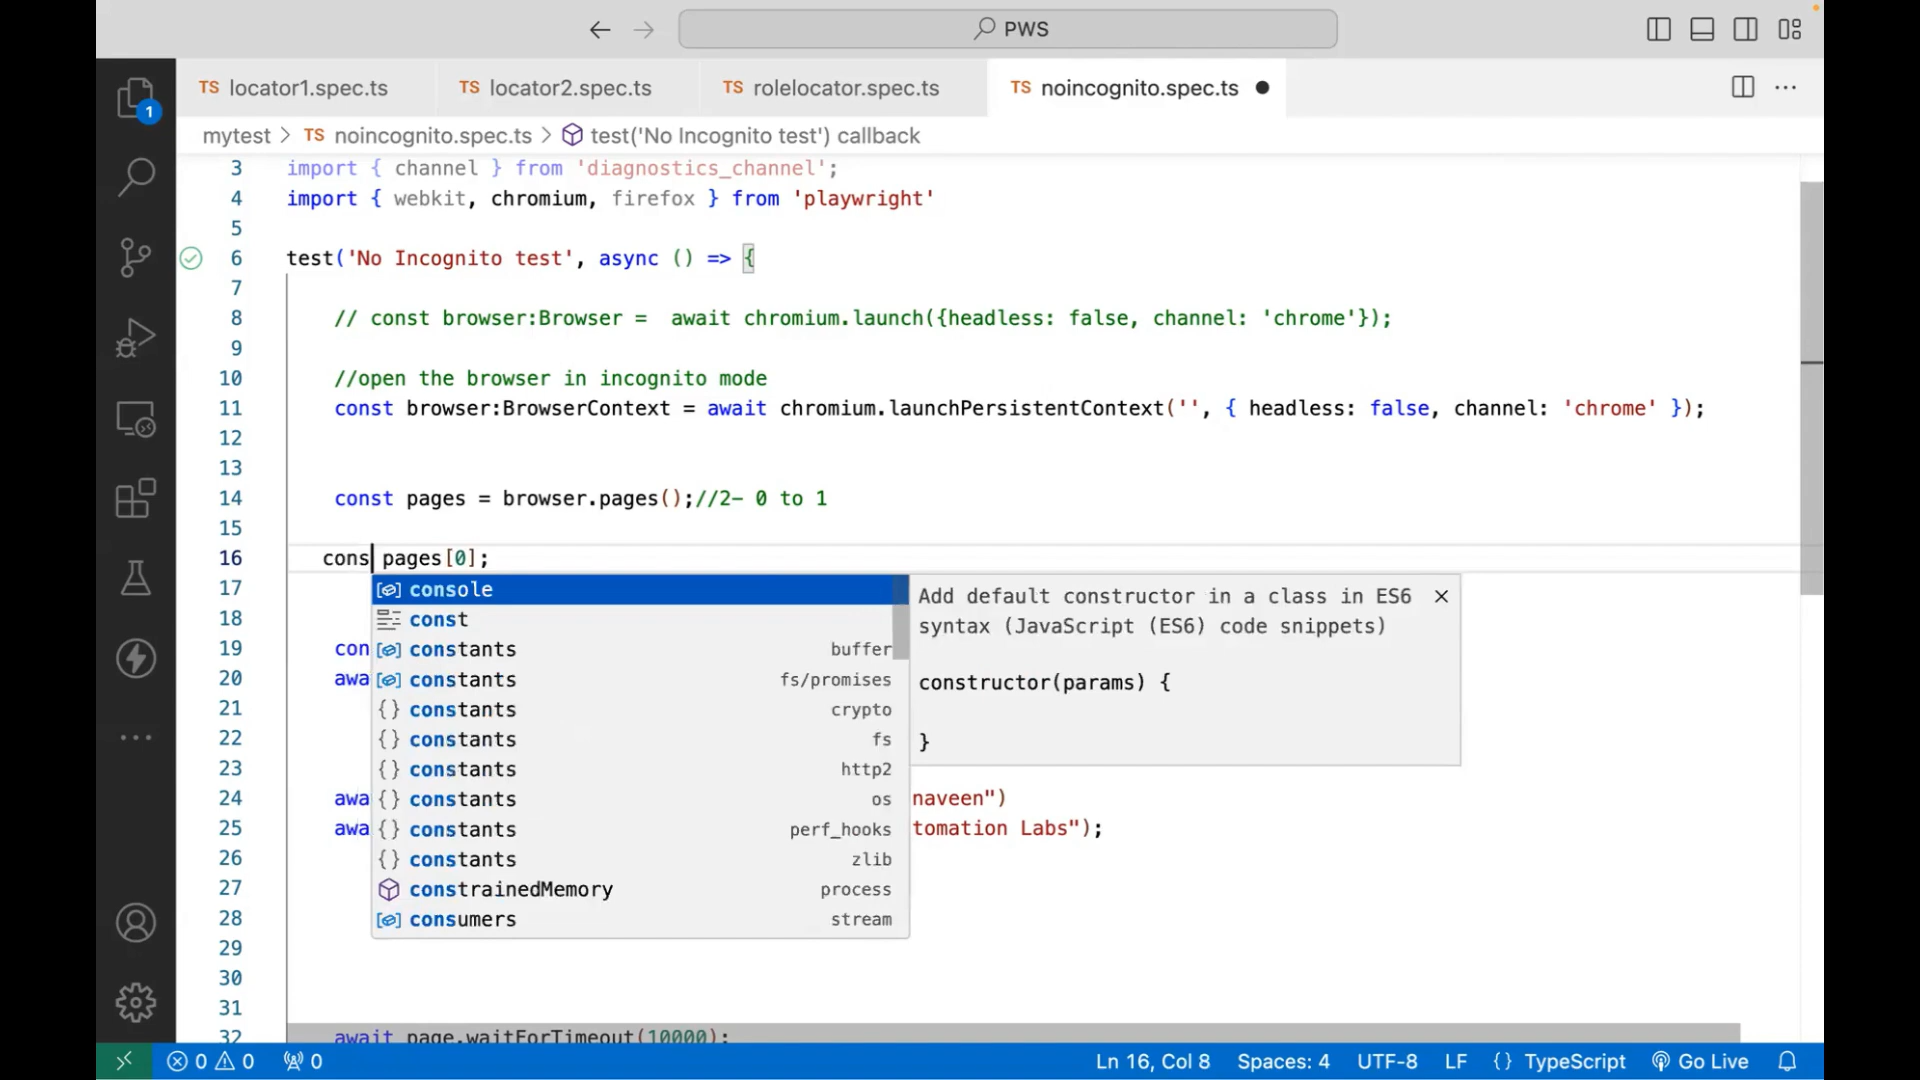 PWS
TS locator1.spec.ts
TS locator2.spec.ts
TS rolelocator.spec.ts
TS noincognito.spec.ts
1
mytest > TS noincognito.spec.ts > test('No Incognito test') callback
3 import { channel } from 'diagnostics_channel';
4 import { webkit, chromium, firefox } from 'playwright'
5
6 test('No Incognito test', async () => {
7
8 // const browser:Browser =  await chromium.launch({headless: false, channel: 'chrome'});
9
10 //open the browser in incognito mode
11 const browser:BrowserContext = await chromium.launchPersistentContext('', { headless: false, channel: 'chrome' });
12
13
14 const pages = browser.pages();//2- 0 to 1
15
16 cons pages[0];
17
18
19 con
20 awa
21
22
23
24 awa naveen")
25 awa tomation Labs");
26
27
28
29
30
31
32 await page.waitForTimeout(10000);
console
const
constants buffer
constants fs/promises
{} constants crypto
{} constants fs
{} constants http2
{} constants os
{} constants perf_hooks
{} constants zlib
constrainedMemory process
consumers stream
Add default constructor in a class in ES6
syntax (JavaScript (ES6) code snippets)
constructor(params) {
}
0 0 0 Ln 16, Col 8 Spaces: 4 UTF-8 LF {} TypeScript Go Live